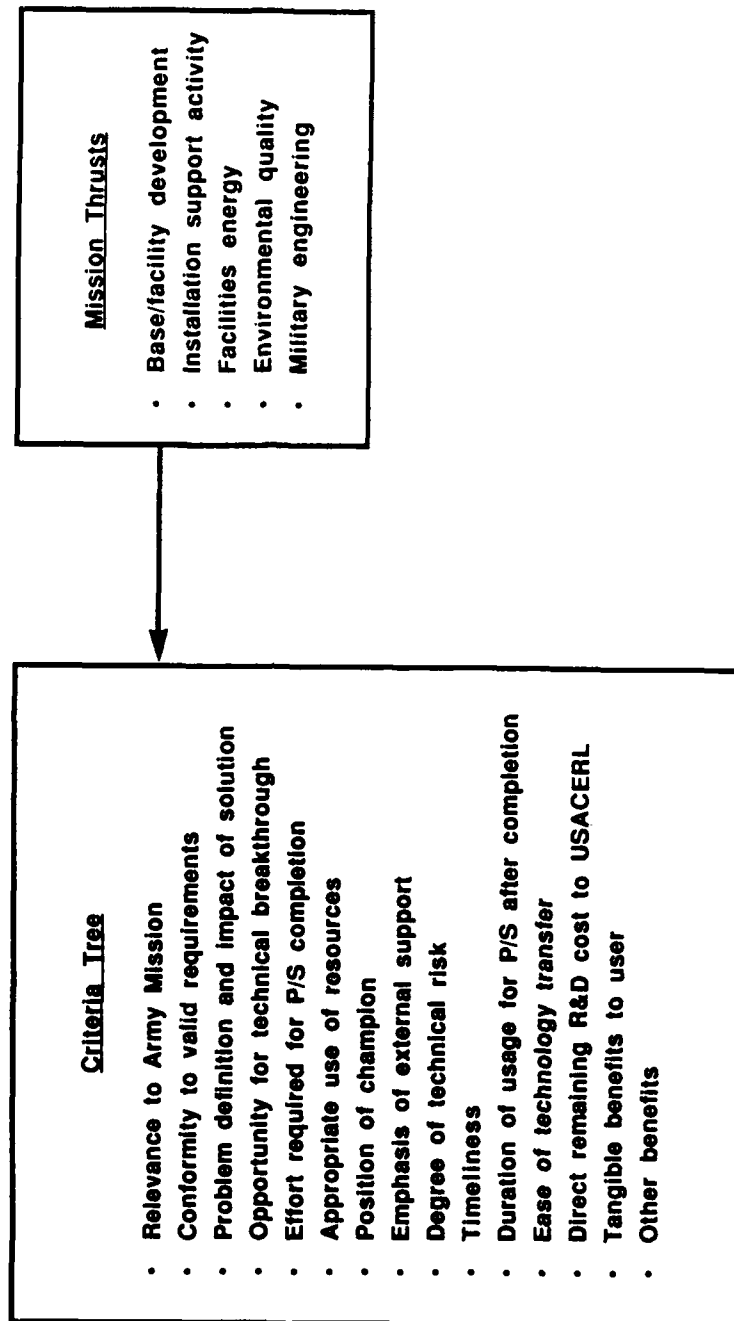 Criteria Tree
• Relevance to Army Mission
• Conformity to valid requirements
• Problem definition and impact of solution
• Opportunity for technical breakthrough
• Effort required for P/S completion
• Appropriate use of resources
• Position of champion
• Emphasis of external support
• Degree of technical risk
• Timeliness
• Duration of usage for P/S after completion
• Ease of technology transfer
• Direct remaining R&D cost to USACERL
• Tangible benefits to user
• Other benefits
Mission Thrusts
• Base/facility development
• Installation support activity
• Facilities energy
• Environmental quality
• Military engineering